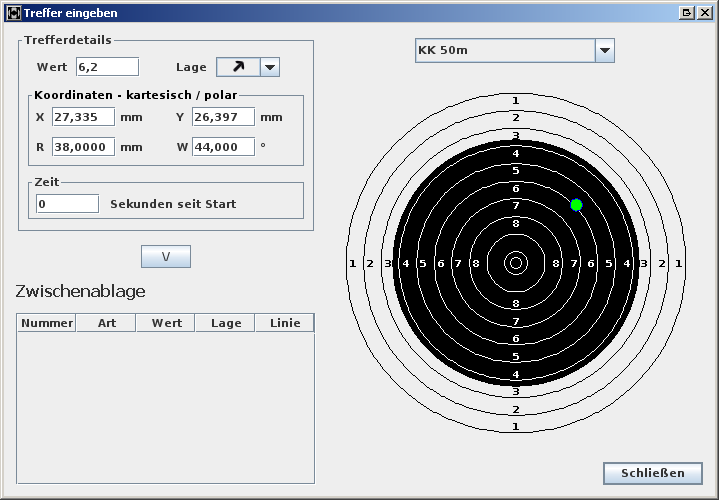 Treffer eingeben
Trefferdetails
Wert 6,2 Lage
Koordinaten - kartesisch / polar
X 27,335 mm Y 26,397 mm
R 38,0000 mm W 44,000 °
Zeit
0 Sekunden seit Start
V
Zwischenablage
Nummer Art Wert Lage Linie
KK 50m
1
2
3
4
5
6
7
8
1 2 3 4 5 6 7 8 8 7 6 5 4 3 2 1
8
7
6
5
4
3
2
1
Schließen